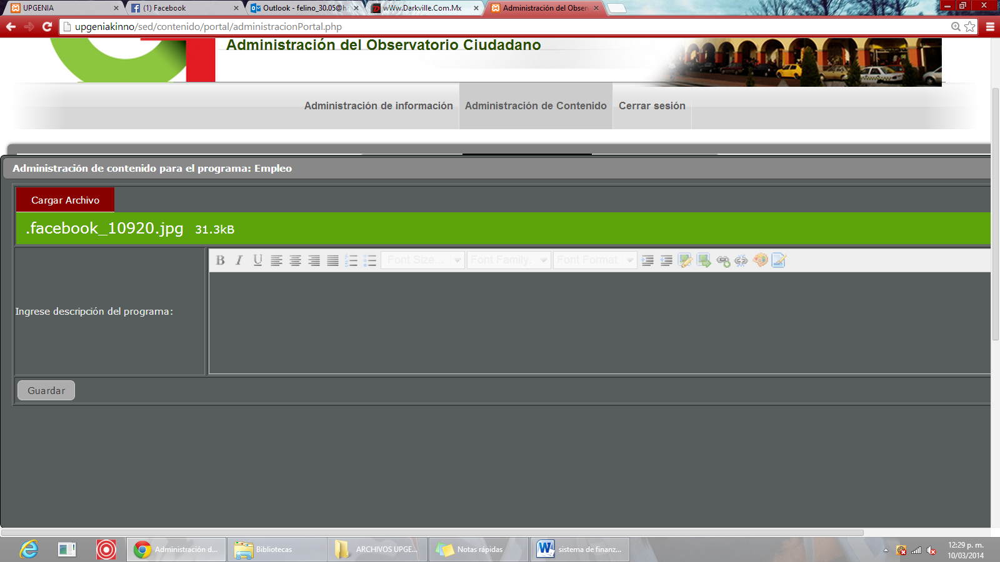 UPGENIA
(1) Facebook
Outlook - felino_30.05@h
wWw.Darkville.Com.Mx
Administración del Obser
upgeniakinno/sed/contenido/portal/administracionPortal.php
Administración del Observatorio Ciudadano
Administración de información
Administración de Contenido
Cerrar sesión
Administración de contenido para el programa: Empleo
Cargar Archivo
.facebook_10920.jpg 31.3kB
B I U Font Size... Font Family. Font Format
Ingrese descripción del programa:
Guardar
Administración d...
Bibliotecas
ARCHIVOS UPGE...
Notas rápidas
sistema de finanz...
12:29 p. m.
10/03/2014